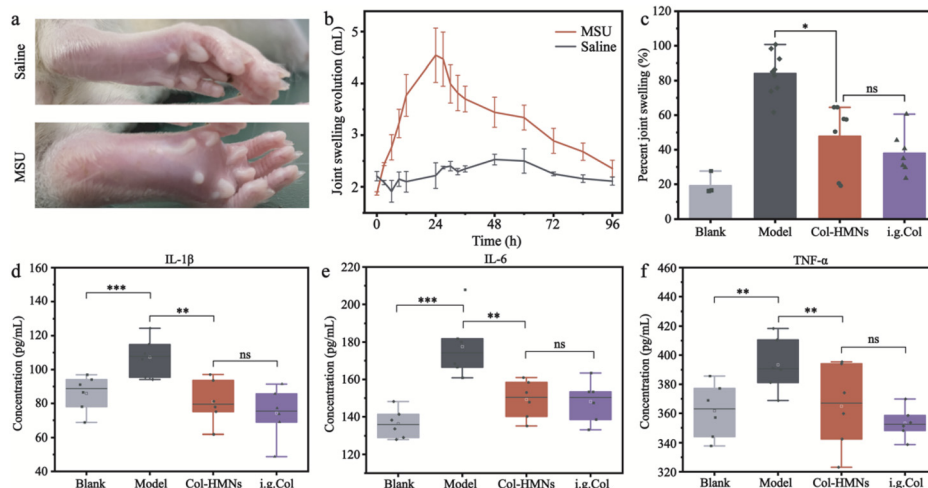 a
Saline
MSU
b
Joint swelling evolution (mL)
5
4
3
2
0
24
48
72
96
Time (h)
MSU
Saline
c
Percent joint swelling (%)
120
100
80
60
40
20
0
*
ns
Blank
Model
Col-HMNs
i.g.Col
d
IL-1β
Concentration (pg/mL)
160
140
120
100
80
60
40
***
**
ns
Blank
Model
Col-HMNs
i.g.Col
e
IL-6
Concentration (pg/mL)
220
200
180
160
140
120
***
**
ns
Blank
Model
Col-HMNs
i.g.Col
f
TNF-α
Concentration (pg/mL)
460
440
420
400
380
360
340
320
**
**
ns
Blank
Model
Col-HMNs
i.g.Col